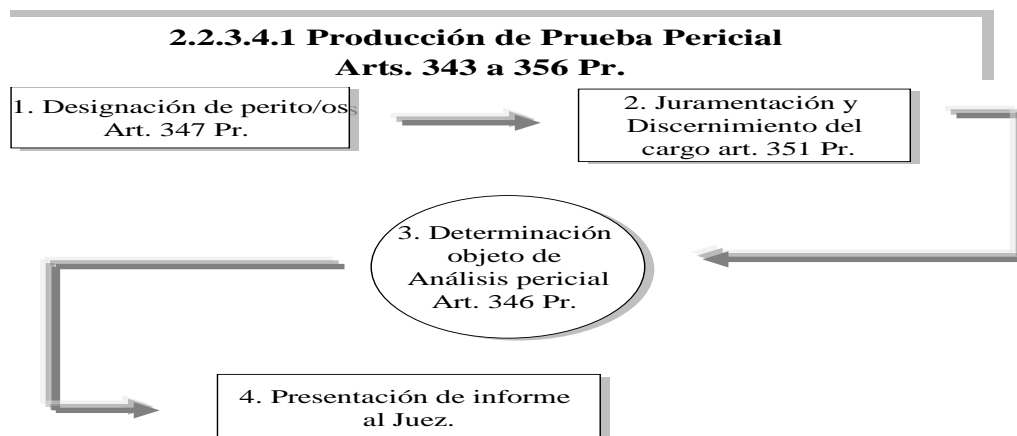 2.2.3.4.1 Producción de Prueba Pericial
Arts. 343 a 356 Pr.
1. Designación de perito/oss
Art. 347 Pr.
2. Juramentación y
Discernimiento del
cargo art. 351 Pr.
3. Determinación
objeto de
Análisis pericial
Art. 346 Pr.
4. Presentación de informe
al Juez.